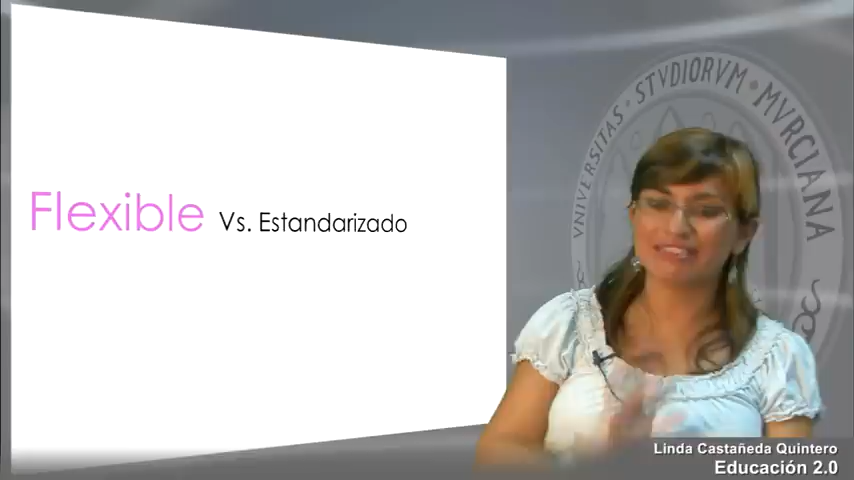 Flexible Vs. Estandarizado
VNIVERSITAS · STVDIORVM · MVRCIANA
Linda Castañeda Quintero
Educación 2.0